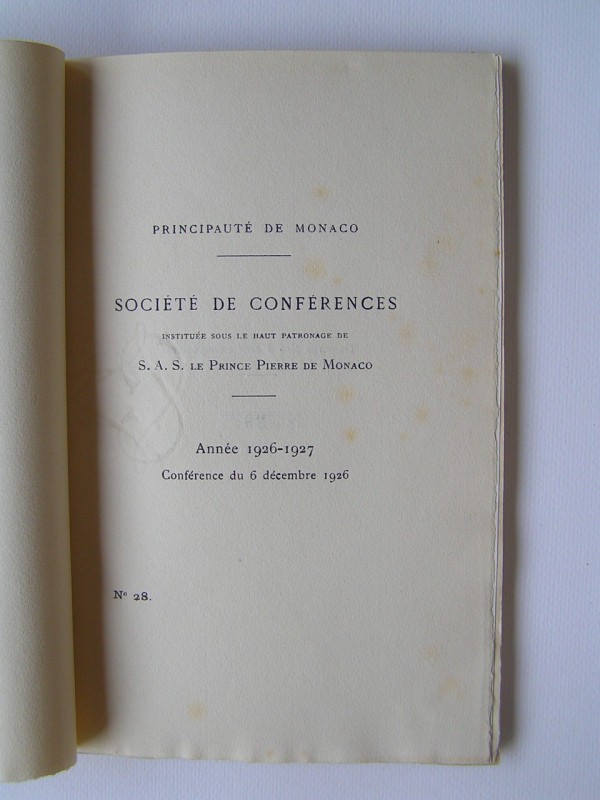 PRINCIPAUTÉ DE MONACO
SOCIÉTÉ DE CONFÉRENCES
INSTITUÉE SOUS LE HAUT PATRONAGE DE
S. A. S. LE PRINCE PIERRE DE MONACO
Année 1926-1927
Conférence du 6 décembre 1926
Nº 28.